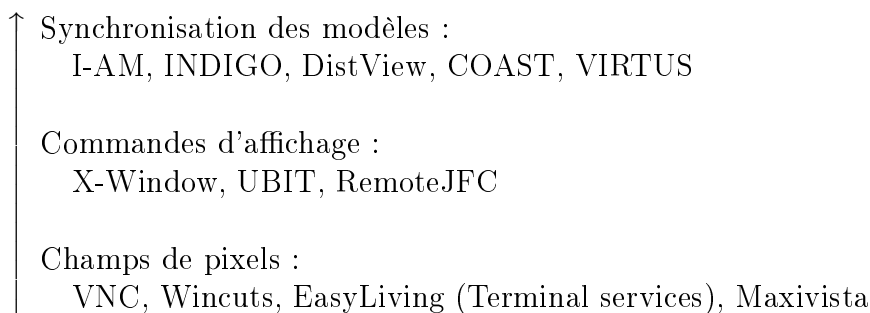 Synchronisation des modèles :
I-AM, INDIGO, DistView, COAST, VIRTUS
Commandes d'affichage :
X-Window, UBIT, RemoteJFC
Champs de pixels :
VNC, Wincuts, EasyLiving (Terminal services), Maxivista